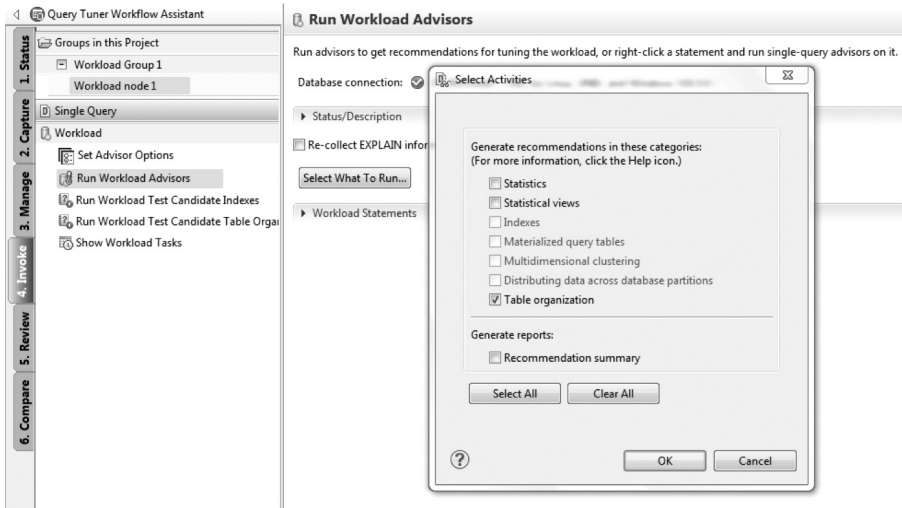 Query Tuner Workflow Assistant
1. Status
2. Capture
3. Manage
4. Invoke
5. Review
6. Compare
Groups in this Project
Workload Group 1
Workload node 1
Single Query
Workload
Set Advisor Options
Run Workload Advisors
Run Workload Test Candidate Indexes
Run Workload Test Candidate Table Orga
Show Workload Tasks
Run Workload Advisors
Run advisors to get recommendations for tuning the workload, or right-click a statement and run single-query advisors on it.
Database connection:
Status/Description
Re-collect EXPLAIN infor
Select What To Run...
Workload Statements
Select Activities
Generate recommendations in these categories:
(For more information, click the Help icon.)
Statistics
Statistical views
Indexes
Materialized query tables
Multidimensional clustering
Distributing data across database partitions
Table organization
Generate reports:
Recommendation summary
Select All
Clear All
OK
Cancel